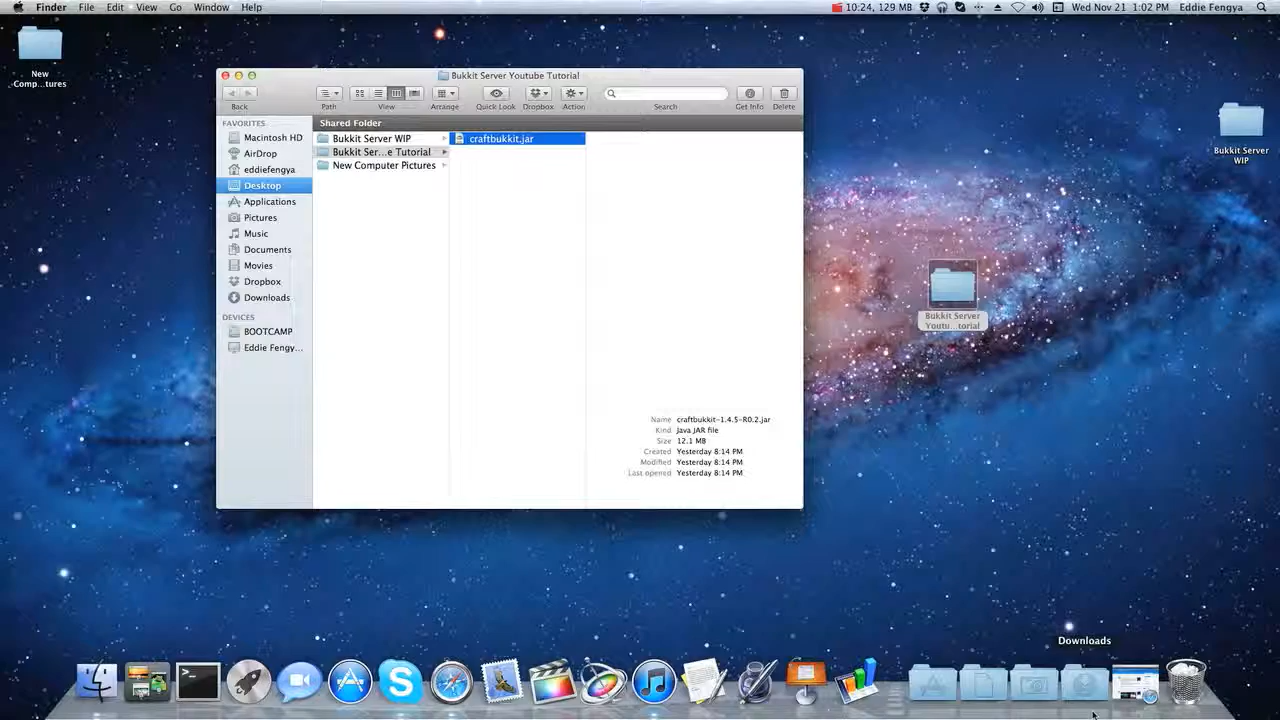 Finder File Edit View Go Window Help
10:24, 129 MB Wed Nov 21 1:02 PM Eddie Fengya
New
Comp...tures
Bukkit Server Youtube Tutorial
Back Path View Arrange Quick Look Dropbox Action Search Get Info Delete
FAVORITES
Macintosh HD
AirDrop
eddiefengya
Desktop
Applications
Pictures
Music
Documents
Movies
Dropbox
Downloads
DEVICES
BOOTCAMP
Eddie Fengy...
Shared Folder
Bukkit Server WIP
Bukkit Ser...e Tutorial
New Computer Pictures
craftbukkit.jar
Name craftbukkit-1.4.5-R0.2.jar
Kind Java JAR file
Size 12.1 MB
Created Yesterday 8:14 PM
Modified Yesterday 8:14 PM
Last opened Yesterday 8:14 PM
Bukkit Server
WIP
Bukkit Server
Youtu...torial
Downloads